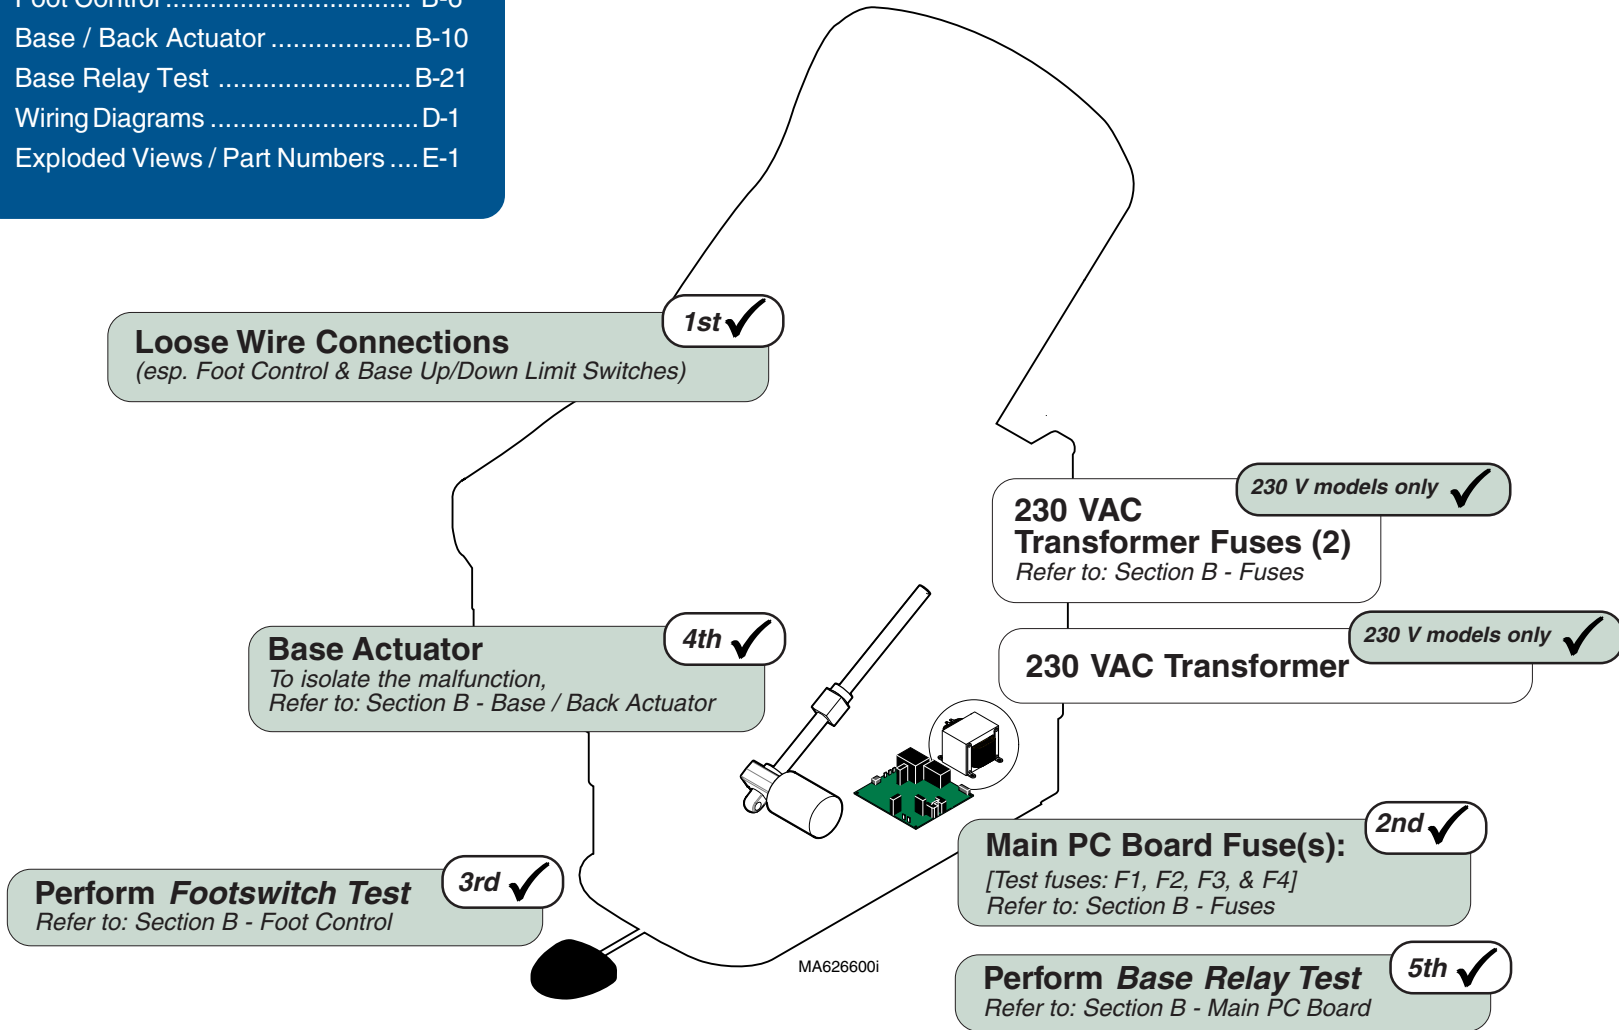 Foot Control ................................. B-6
Base / Back Actuator ................... B-10
Base Relay Test .......................... B-21
Wiring Diagrams ............................ D-1
Exploded Views / Part Numbers .... E-1
1st
Loose Wire Connections
(esp. Foot Control & Base Up/Down Limit Switches)
230 V models only
230 VAC
Transformer Fuses (2)
Refer to: Section B - Fuses
4th
Base Actuator
To isolate the malfunction,
Refer to: Section B - Base / Back Actuator
230 V models only
230 VAC Transformer
2nd
Main PC Board Fuse(s):
[Test fuses: F1, F2, F3, & F4]
Refer to: Section B - Fuses
3rd
Perform Footswitch Test
Refer to: Section B - Foot Control
MA626600i
5th
Perform Base Relay Test
Refer to: Section B - Main PC Board